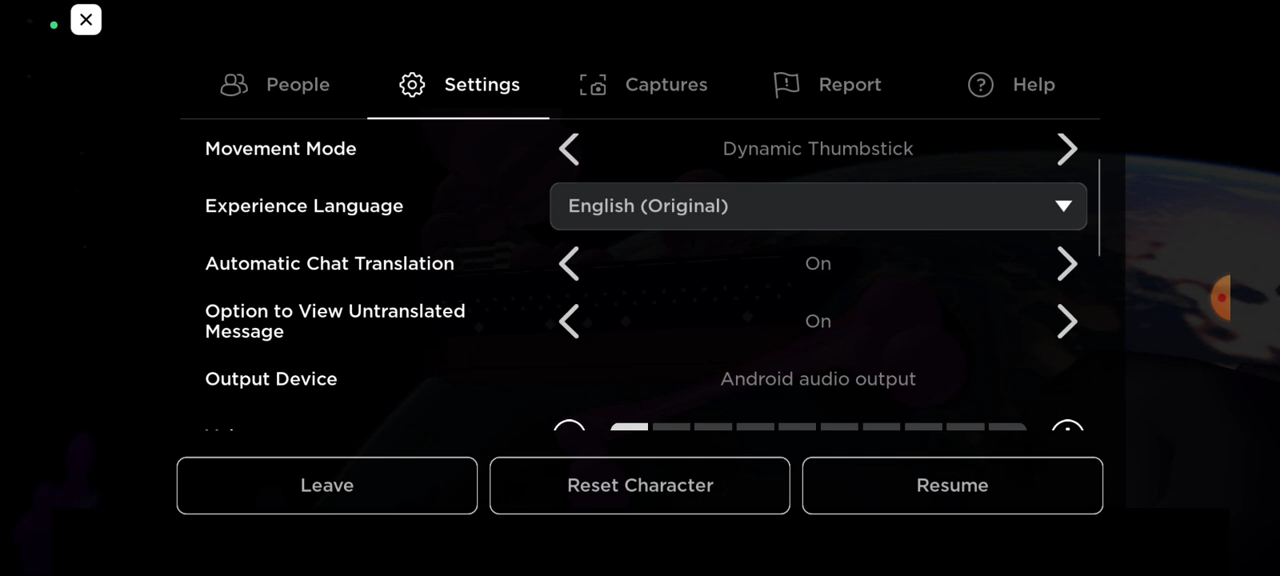 People
Settings
Captures
Report
Help
Movement Mode
Dynamic Thumbstick
Experience Language
English (Original)
Automatic Chat Translation
On
Option to View Untranslated
Message
On
Output Device
Android audio output
Leave
Reset Character
Resume